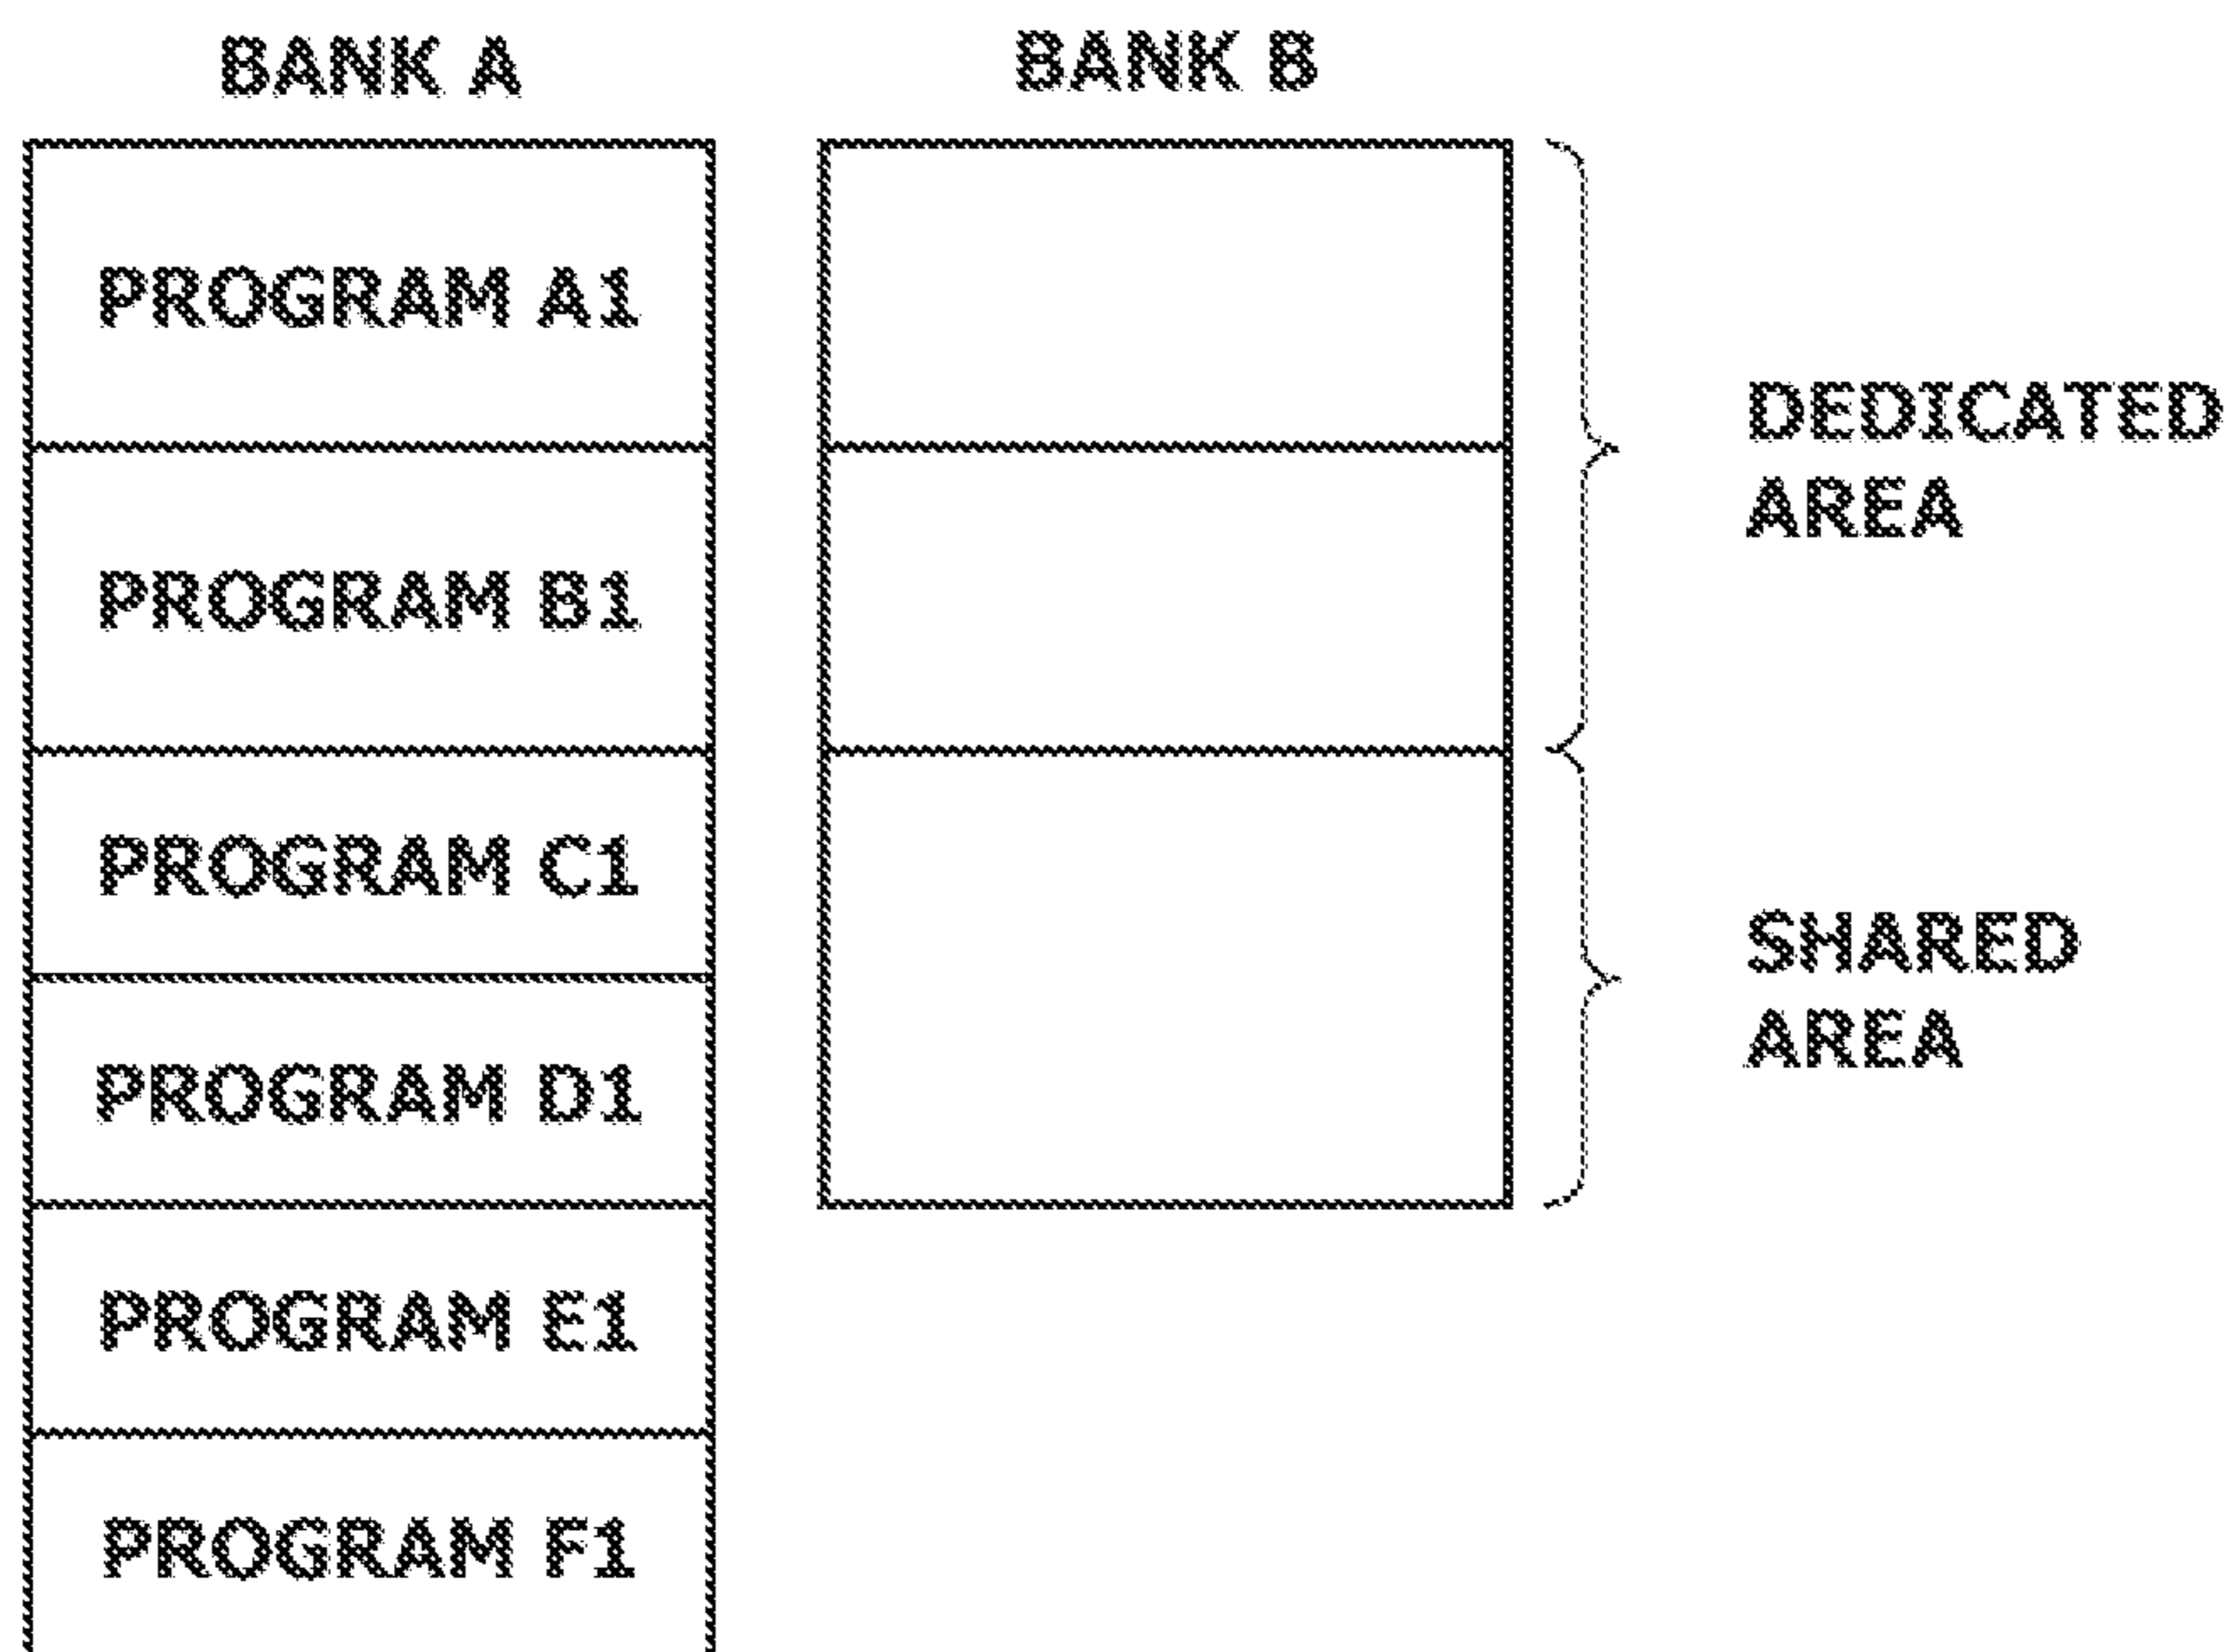 BANK A
BANK B
PROGRAM A1
PROGRAM B1
PROGRAM C1
PROGRAM D1
PROGRAM E1
PROGRAM F1
DEDICATED
AREA
SHARED
AREA